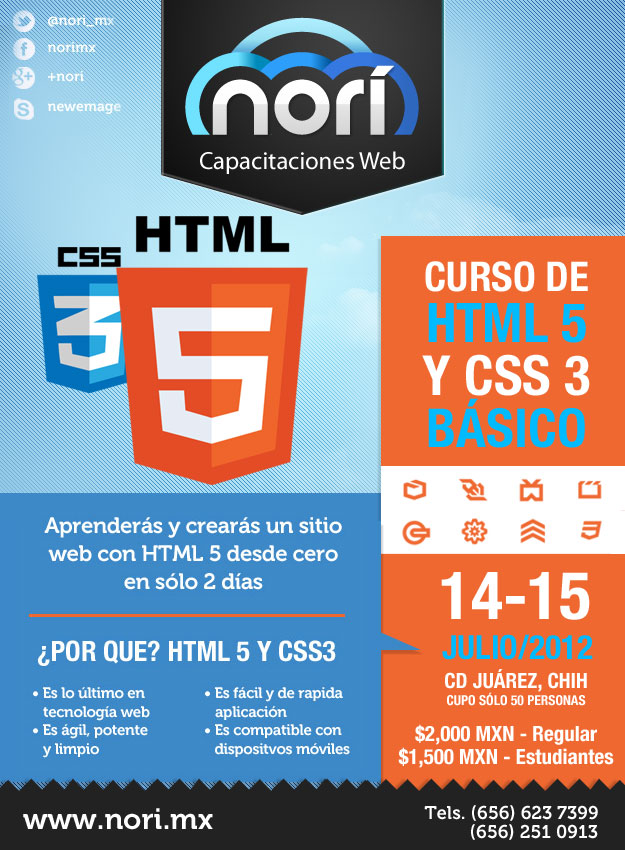 @nori_mx
norimx
+nori
newemage
norí
Capacitaciones Web
CSS
3
HTML
5
CURSO DE
HTML 5
Y CSS 3
BÁSICO
Aprenderás y crearás un sitio
web con HTML 5 desde cero
en sólo 2 días
¿POR QUE? HTML 5 Y CSS3
• Es lo último en
tecnología web
• Es ágil, potente
y limpio
• Es fácil y de rapida
aplicación
• Es compatible con
dispositvos móviles
14-15
JULIO/2012
CD JUÁREZ, CHIH
CUPO SÓLO 50 PERSONAS
$2,000 MXN - Regular
$1,500 MXN - Estudiantes
www.nori.mx
Tels. (656) 623 7399
(656) 251 0913